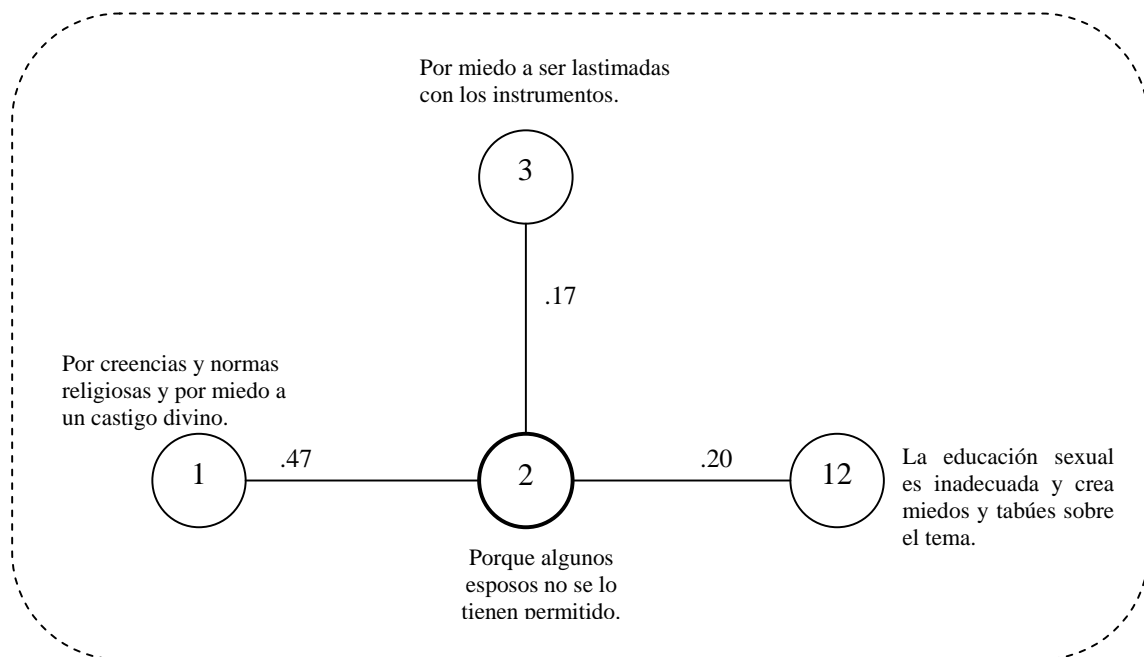 Por miedo a ser lastimadas
con los instrumentos.
3
.17
Por creencias y normas
religiosas y por miedo a
un castigo divino.
1
.47
2
.20
12
La educación sexual
es inadecuada y crea
miedos y tabúes sobre
el tema.
Porque algunos
esposos no se lo
tienen permitido.